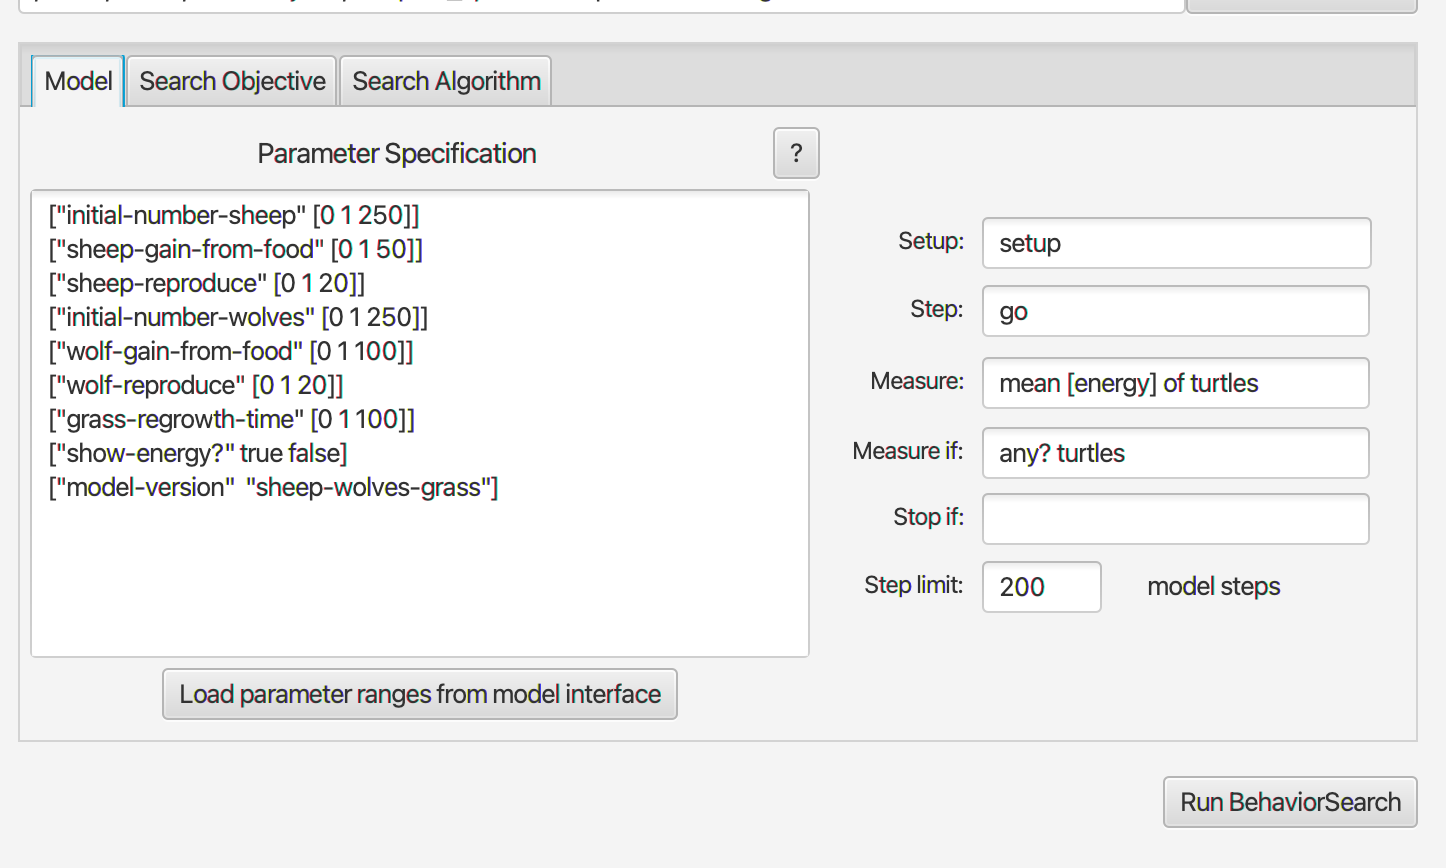 Model
Search Objective
Search Algorithm
Parameter Specification
?
["initial-number-sheep" [0 1 250]]
["sheep-gain-from-food" [0 1 50]]
["sheep-reproduce" [0 1 20]]
["initial-number-wolves" [0 1 250]]
["wolf-gain-from-food" [0 1 100]]
["wolf-reproduce" [0 1 20]]
["grass-regrowth-time" [0 1 100]]
["show-energy?" true false]
["model-version"  "sheep-wolves-grass"]
Load parameter ranges from model interface
Setup: setup
Step: go
Measure: mean [energy] of turtles
Measure if: any? turtles
Stop if:
Step limit: 200 model steps
Run BehaviorSearch